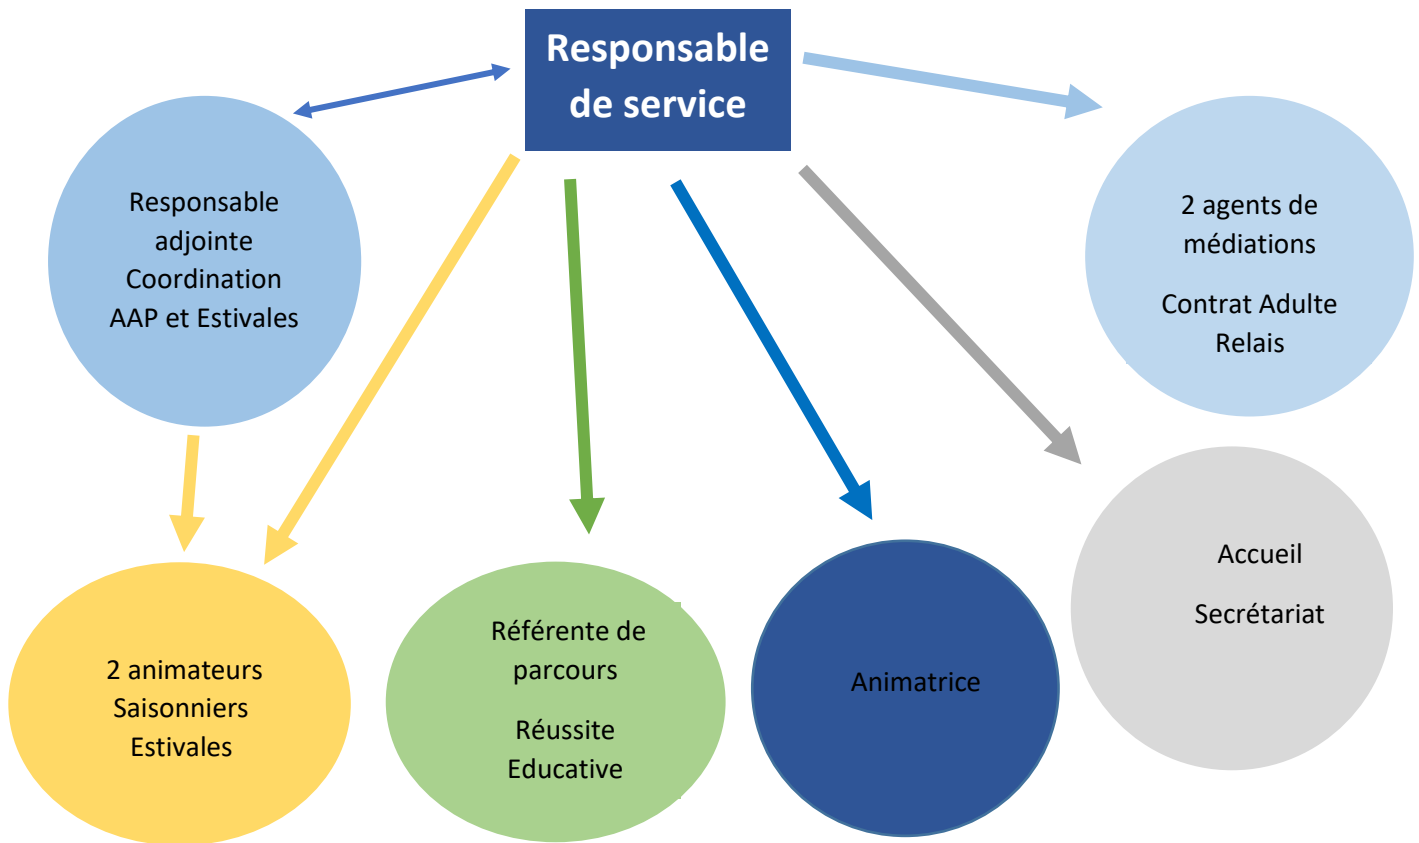 Responsable
de service
Responsable
adjointe
Coordination
AAP et Estivales
2 agents de
médiations
Contrat Adulte
Relais
Accueil
Secrétariat
2 animateurs
Saisonniers
Estivales
Référente de
parcours
Réussite
Educative
Animatrice